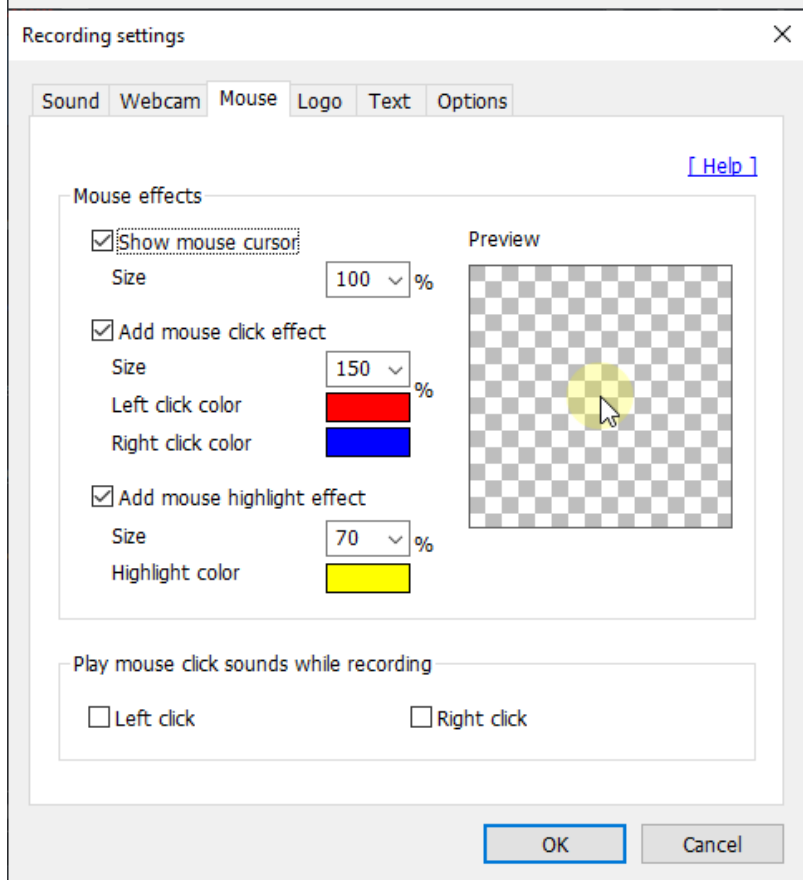 Recording settings
Sound Webcam Mouse Logo Text Options
[ Help ]
Mouse effects
Show mouse cursor
Size 100 %
Preview
Add mouse click effect
Size 150 %
Left click color
Right click color
Add mouse highlight effect
Size 70 %
Highlight color
Play mouse click sounds while recording
Left click Right click
OK Cancel